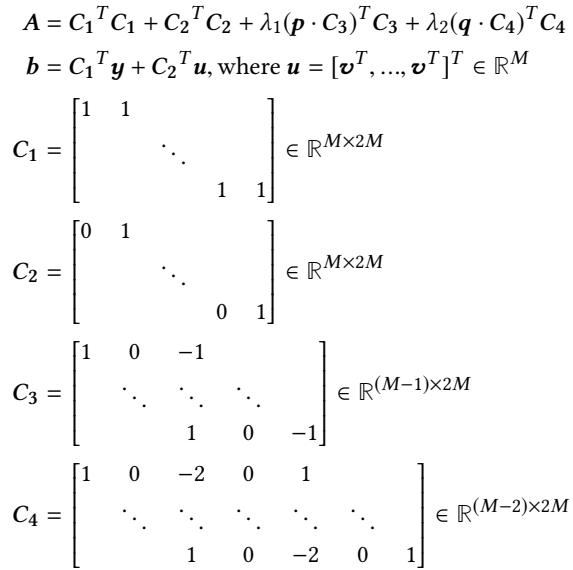 A = C₁ᵀC₁ + C₂ᵀC₂ + λ₁(p · C₃)ᵀC₃ + λ₂(q · C₄)ᵀC₄
b = C₁ᵀy + C₂ᵀu, where u = [vᵀ, ..., vᵀ]ᵀ ∈ ℝᴹ
1 1
C₁ = [ ⋱ ] ∈ ℝ^{M×2M}
1 1
0 1
C₂ = [ ⋱ ] ∈ ℝ^{M×2M}
0 1
1 0 −1
C₃ = [ ⋱ ⋱ ⋱ ] ∈ ℝ^{(M−1)×2M}
1 0 −1
1 0 −2 0 1
C₄ = [ ⋱ ⋱ ⋱ ⋱ ⋱ ] ∈ ℝ^{(M−2)×2M}
1 0 −2 0 1